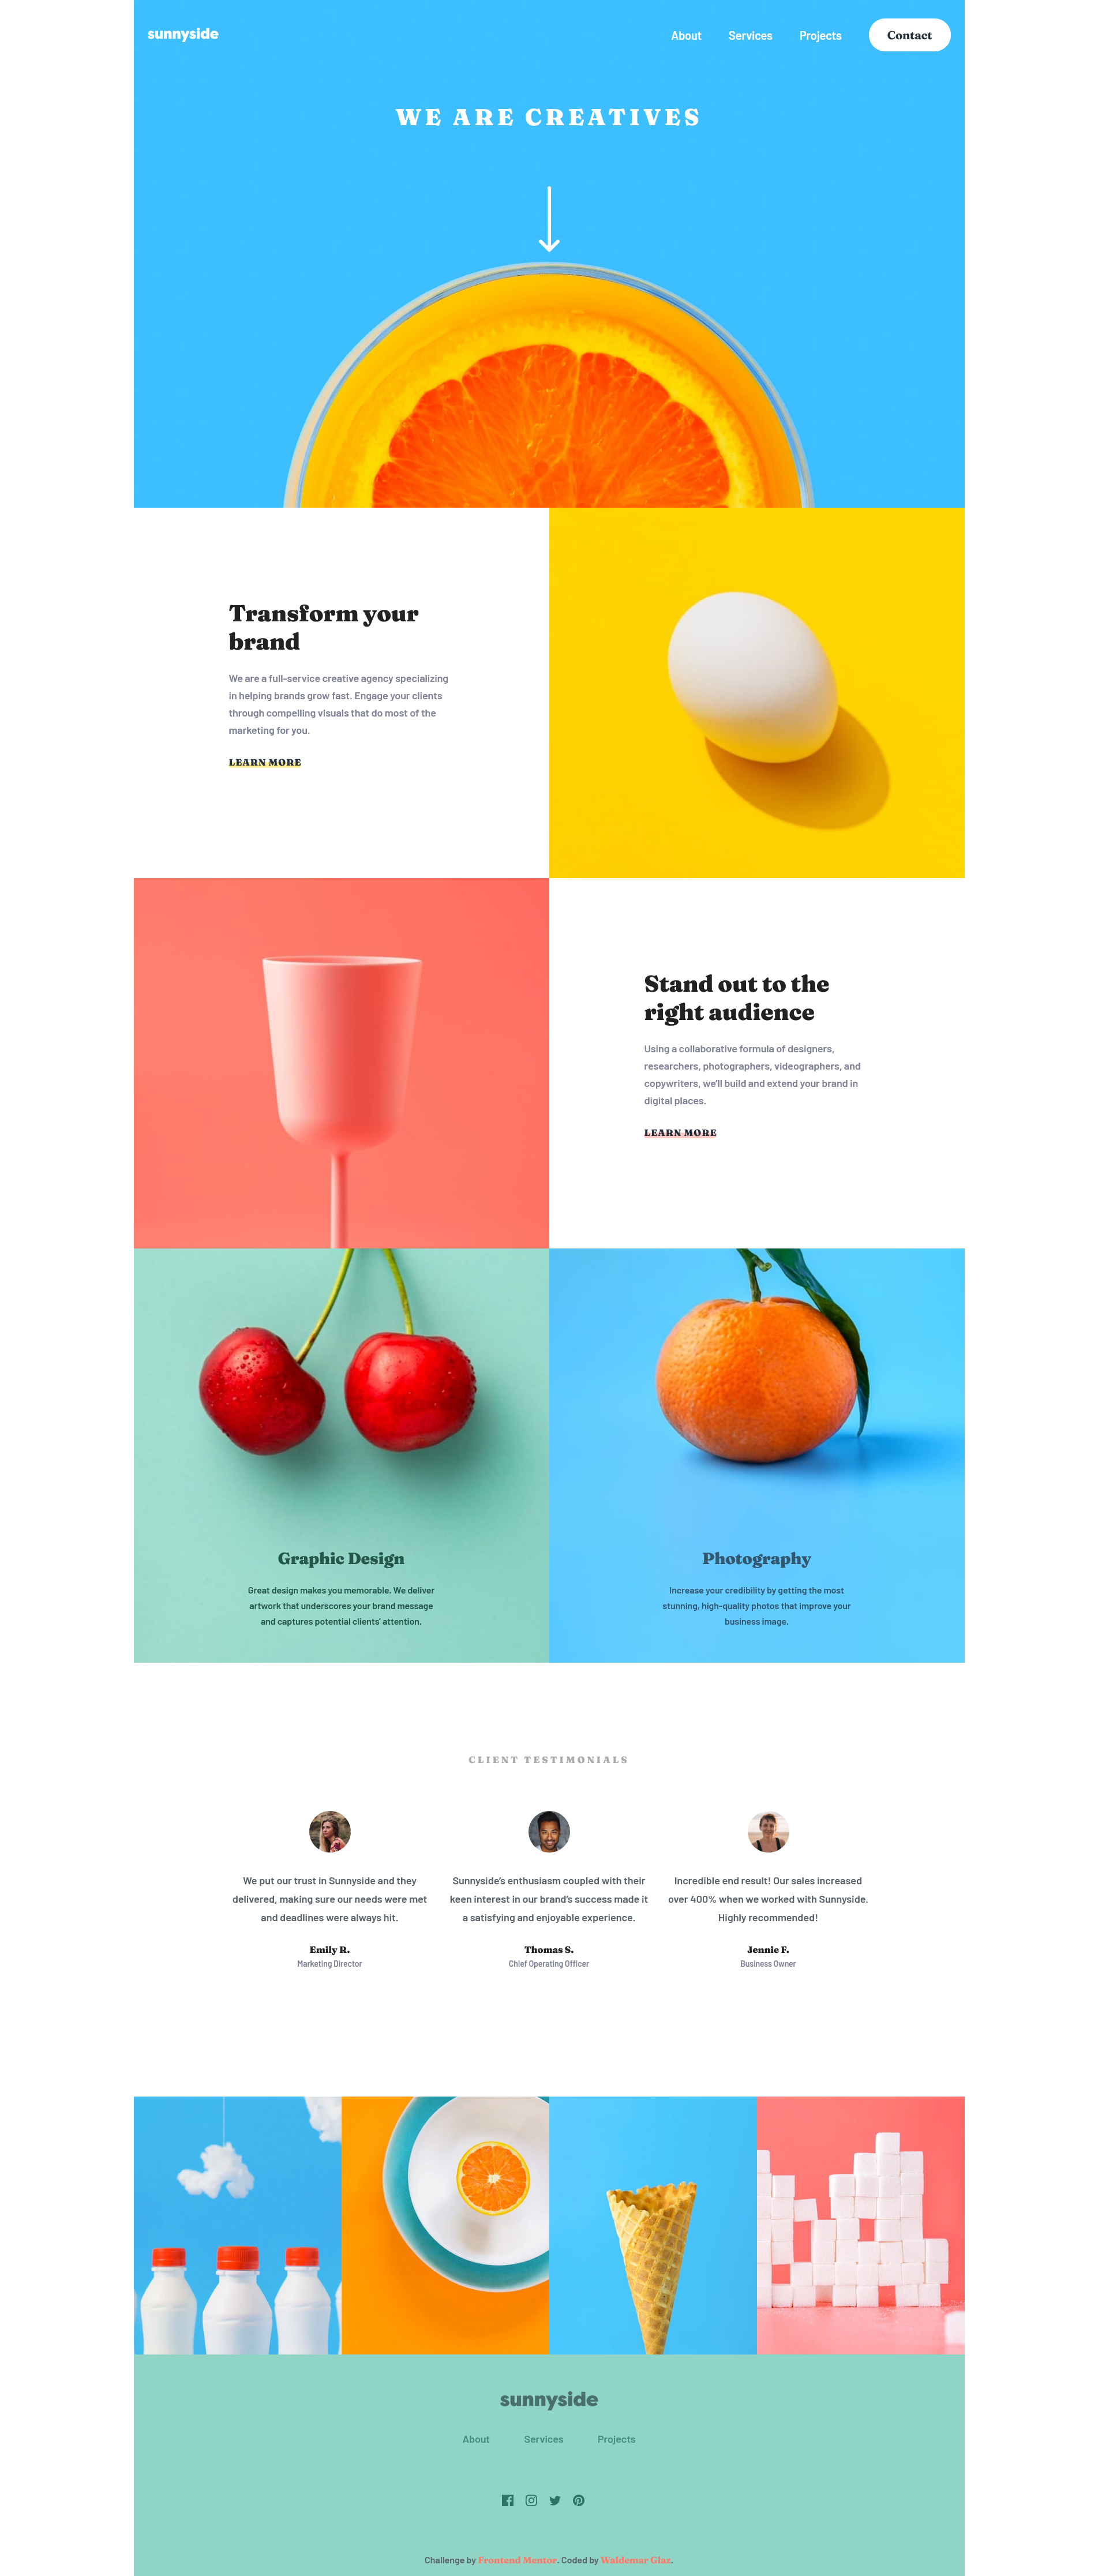 sunnyside
About Services Projects Contact
WE ARE CREATIVES
Transform your
brand
We are a full-service creative agency specializing
in helping brands grow fast. Engage your clients
through compelling visuals that do most of the
marketing for you.
LEARN MORE
Stand out to the
right audience
Using a collaborative formula of designers,
researchers, photographers, videographers, and
copywriters, we'll build and extend your brand in
digital places.
LEARN MORE
Graphic Design
Great design makes you memorable. We deliver
artwork that underscores your brand message
and captures potential clients' attention.
Photography
Increase your credibility by getting the most
stunning, high-quality photos that improve your
business image.
CLIENT TESTIMONIALS
We put our trust in Sunnyside and they
delivered, making sure our needs were met
and deadlines were always hit.
Emily R.
Marketing Director
Sunnyside's enthusiasm coupled with their
keen interest in our brand's success made it
a satisfying and enjoyable experience.
Thomas S.
Chief Operating Officer
Incredible end result! Our sales increased
over 400% when we worked with Sunnyside.
Highly recommended!
Jennie F.
Business Owner
sunnyside
About Services Projects
Challenge by Frontend Mentor. Coded by Waldemar Glaz.